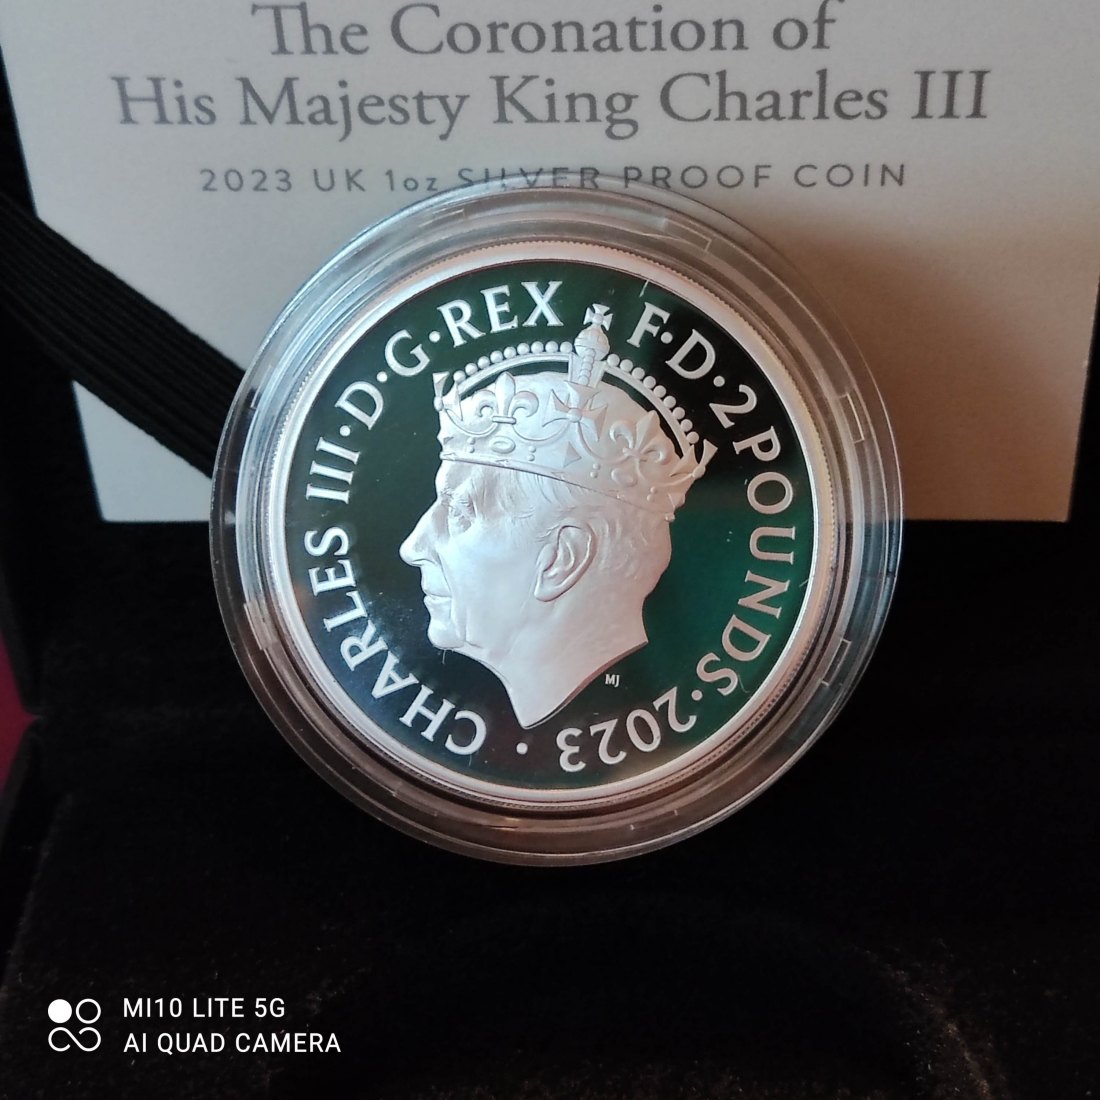 The Coronation of
His Majesty King Charles III
2023 UK 1oz SILVER PROOF COIN
CHARLES III·D·G·REX F·D·2 POUNDS·2023 ·
MJ
MI10 LITE 5G
AI QUAD CAMERA